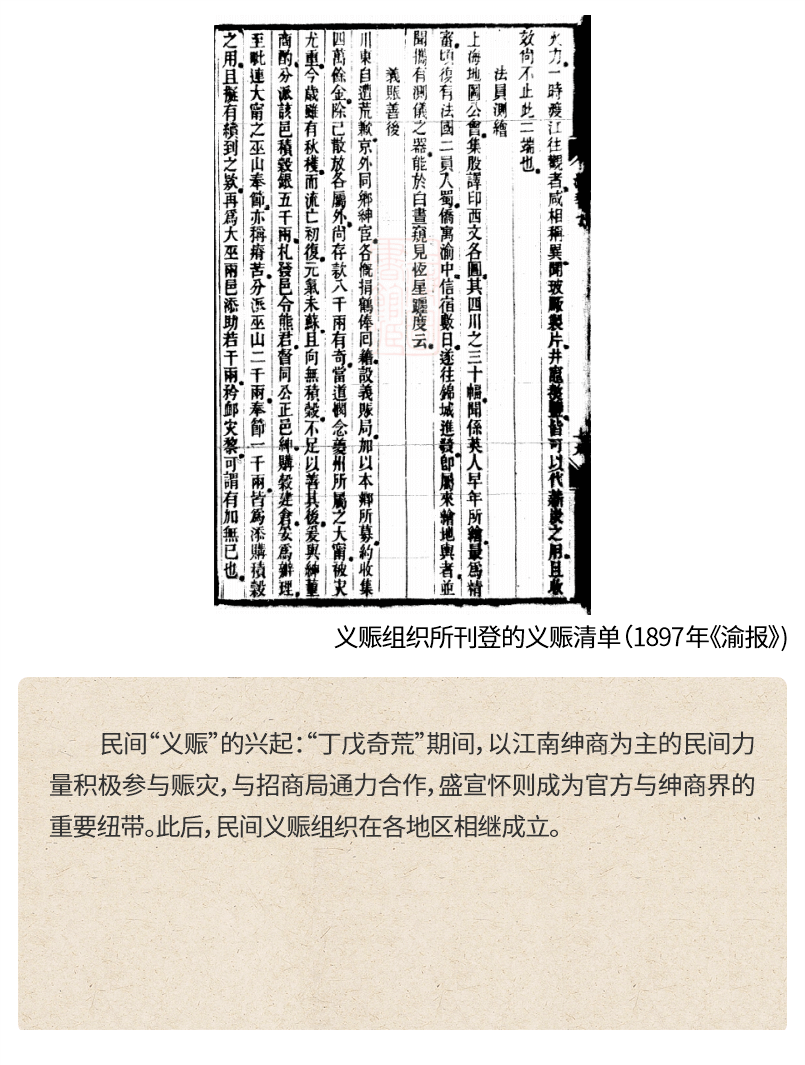 火力一時渡江往觀者咸相稱異聞玻廠製片井竈熬鹽皆可以代薪炭之用且收
效尚不止此二端也
法員測繪
上海地圖公會集股譯印西文各圖其四川之三十幅聞係英人早年所繪最為精
審頃復有法國二員入蜀僑寓渝中信宿數日遂往錦城進發即屬來繪地輿者並
聞攜有測儀之器能於白晝窺見恆星躔度云
義賑善後
川東自遭荒歉京外同鄉紳官各慨捐鶴俸回籍設義賑局加以本鄉所募約收集
四萬餘金除已散放各屬外尚存款八千兩有奇當道憫念夔州所屬之大甯被災
尤重今歲雖有秋穫而流亡初復元氣未蘇且向無積穀不足以善其後爰與紳董
商酌分派該邑積穀銀五千兩札發邑令熊君督同公正邑紳購穀建倉妥為辦理
至毗連大甯之巫山奉節亦稱瘠苦分派巫山二千兩奉節一千兩皆為添購積穀
之用且擬有續到之款再為大巫兩邑添助若干兩矜卹灾黎可謂有加無已也
义赈组织所刊登的义赈清单（1897年《渝报》）
民间“义赈”的兴起：“丁戊奇荒”期间，以江南绅商为主的民间力
量积极参与赈灾，与招商局通力合作，盛宣怀则成为官方与绅商界的
重要纽带。此后，民间义赈组织在各地区相继成立。